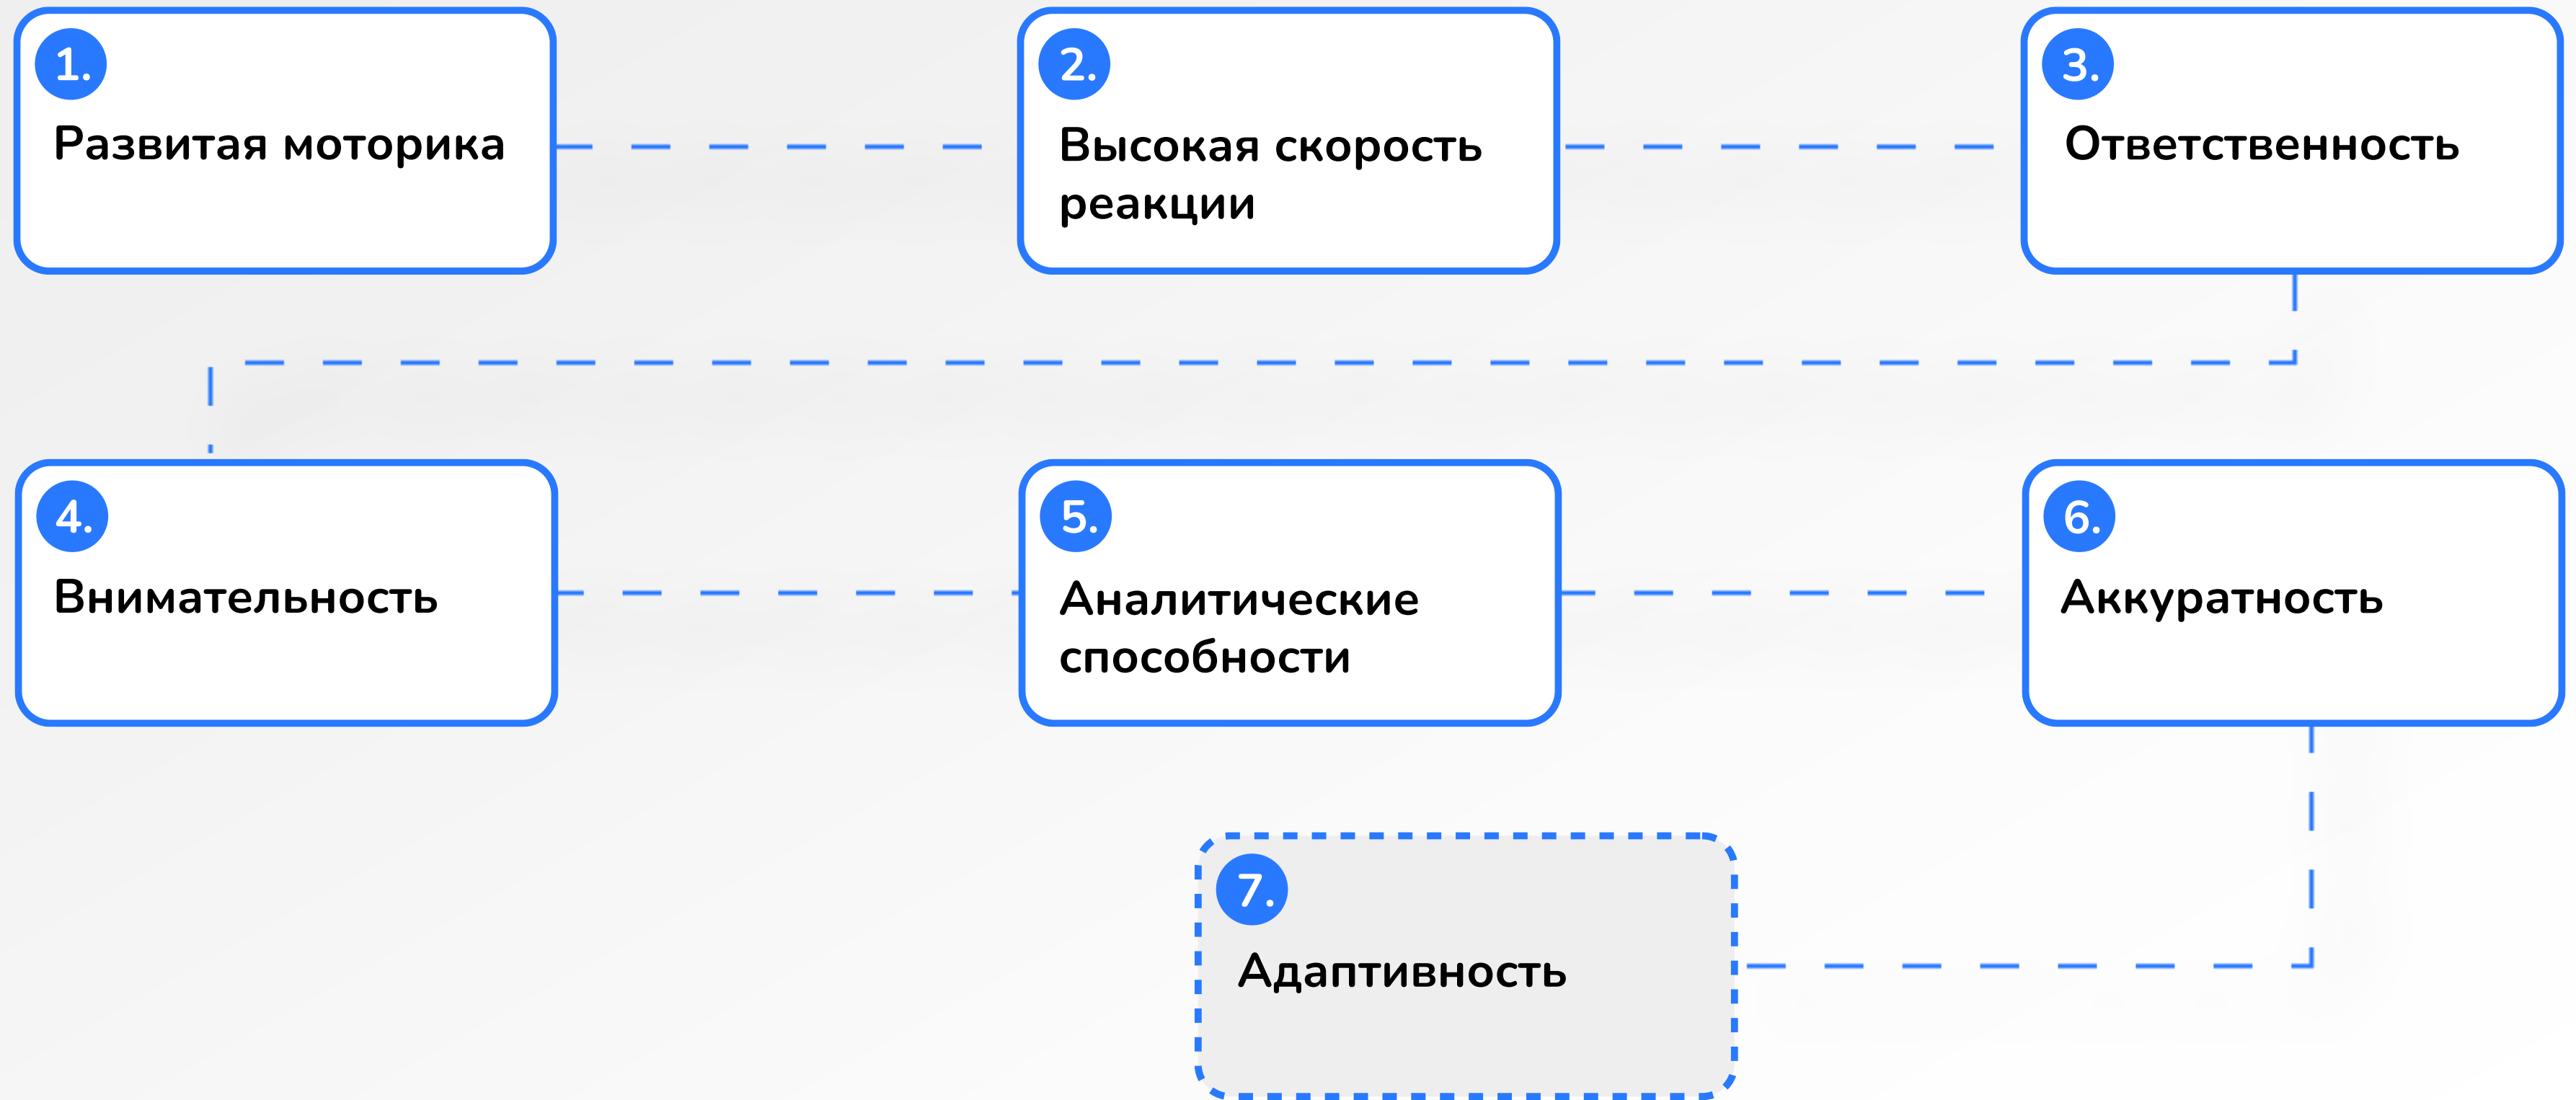 1.
Развитая моторика
2.
Высокая скорость
реакции
3.
Ответственность
4.
Внимательность
5.
Аналитические
способности
6.
Аккуратность
7.
Адаптивность